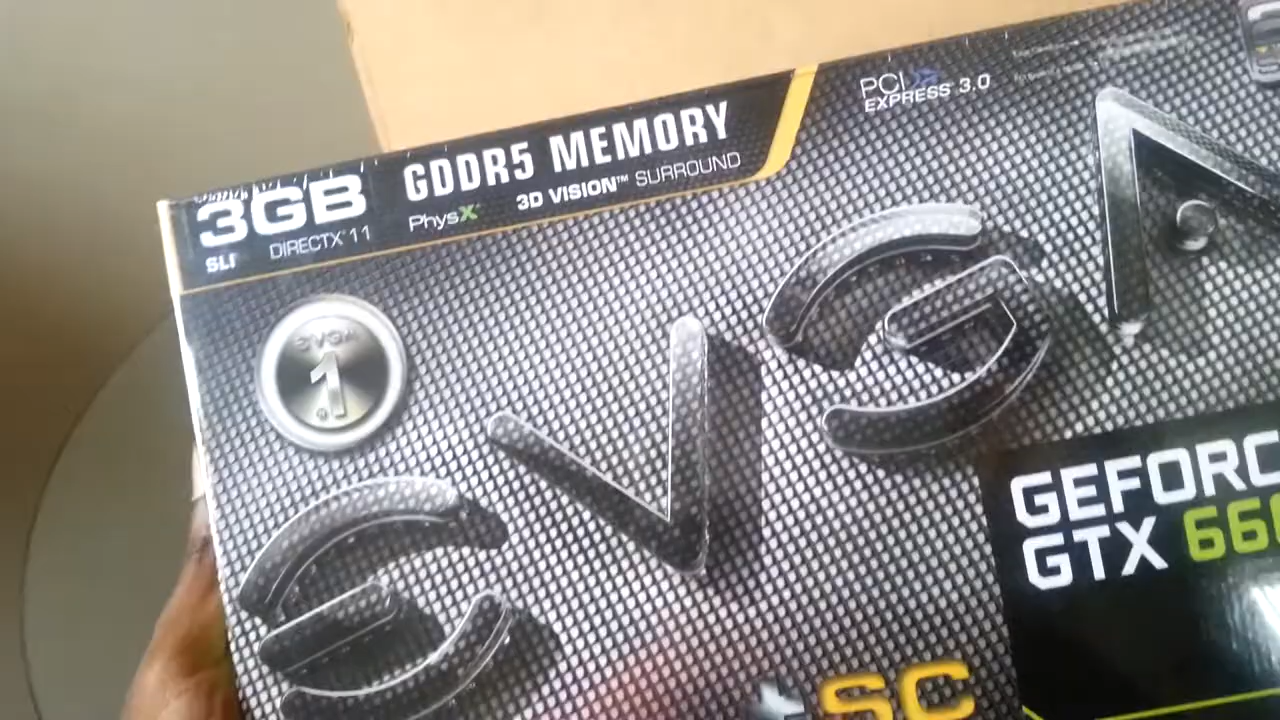 3GB GDDR5 MEMORY
SLI DIRECTX 11 PhysX 3D VISION™ SURROUND
PCI
EXPRESS 3.0
EVGA
1
EVGA
GEFORC
GTX 66
+SC